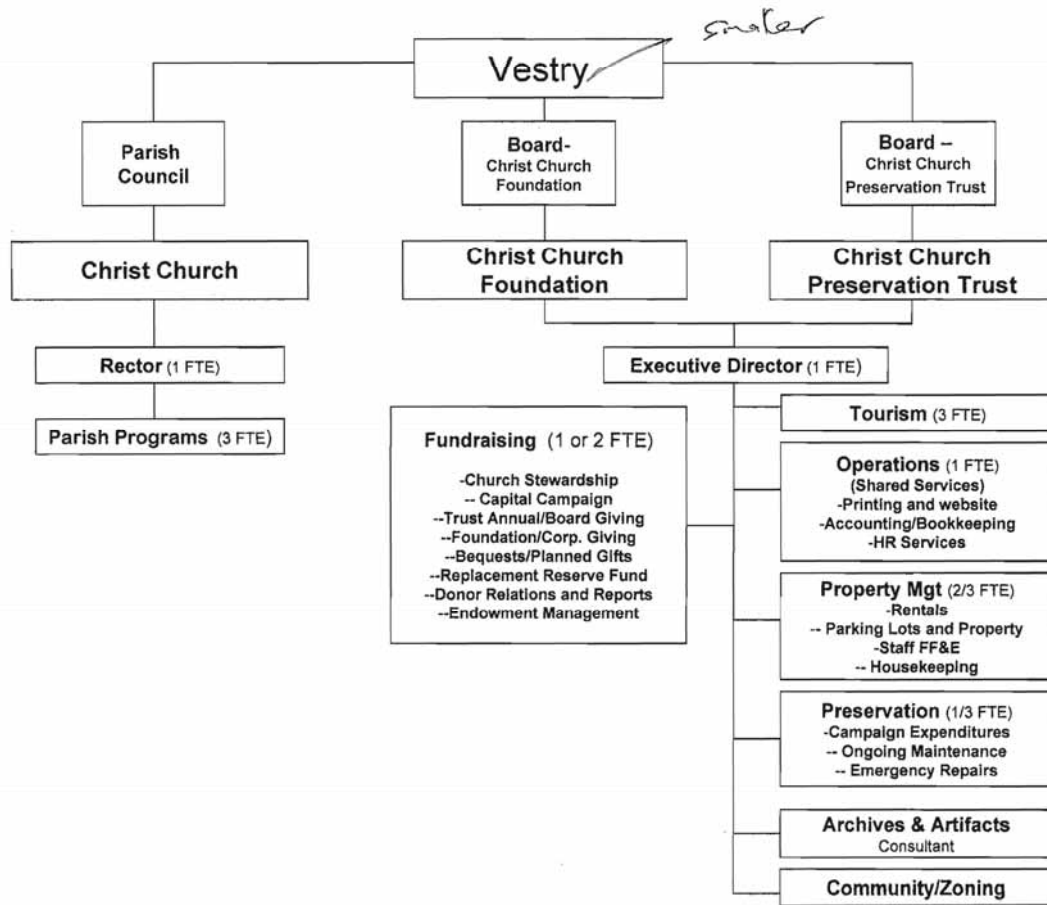 Vestry
Parish
Council
Board-
Christ Church
Foundation
Board –
Christ Church
Preservation Trust
Christ Church
Christ Church
Foundation
Christ Church
Preservation Trust
Rector (1 FTE)
Executive Director (1 FTE)
Parish Programs (3 FTE)
Fundraising (1 or 2 FTE)
-Church Stewardship
-- Capital Campaign
--Trust Annual/Board Giving
--Foundation/Corp. Giving
--Bequests/Planned Gifts
--Replacement Reserve Fund
--Donor Relations and Reports
--Endowment Management
Tourism (3 FTE)
Operations (1 FTE)
(Shared Services)
-Printing and website
-Accounting/Bookkeeping
-HR Services
Property Mgt (2/3 FTE)
-Rentals
-- Parking Lots and Property
-Staff FF&E
-- Housekeeping
Preservation (1/3 FTE)
-Campaign Expenditures
-- Ongoing Maintenance
-- Emergency Repairs
Archives & Artifacts
Consultant
Community/Zoning